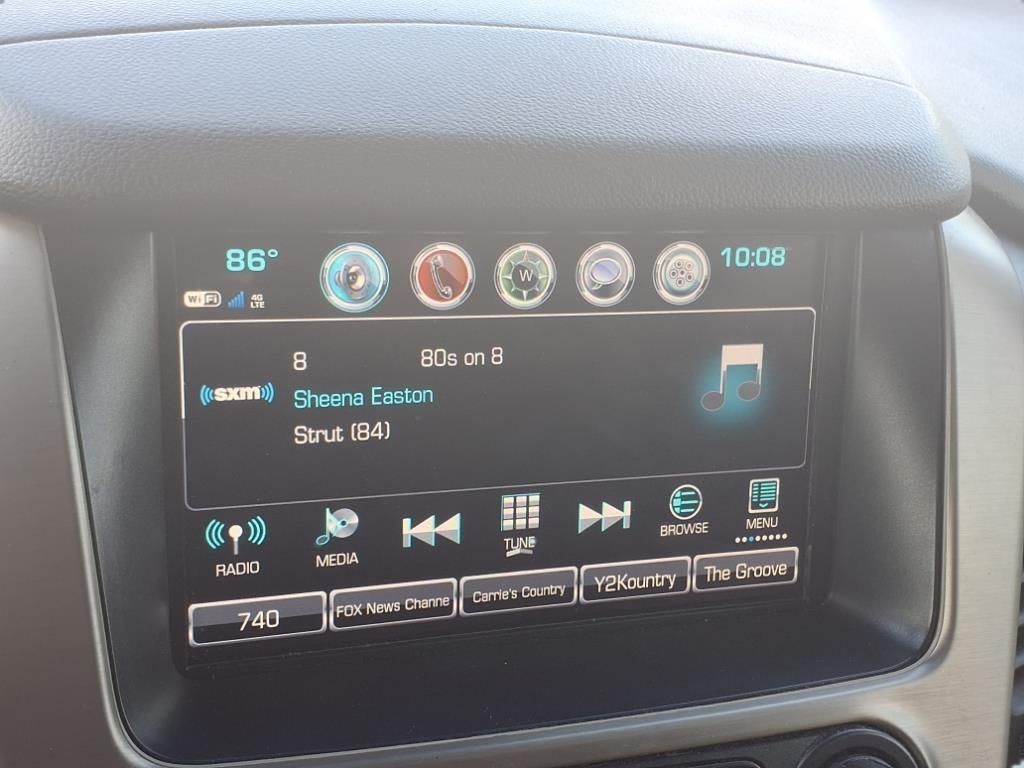 86°
10:08
WiFi
4G
LTE
W
8
80s on 8
sxm
Sheena Easton
Strut (84)
RADIO
MEDIA
TUNE
BROWSE
MENU
740
FOX News Channe
Carrie's Country
Y2Kountry
The Groove